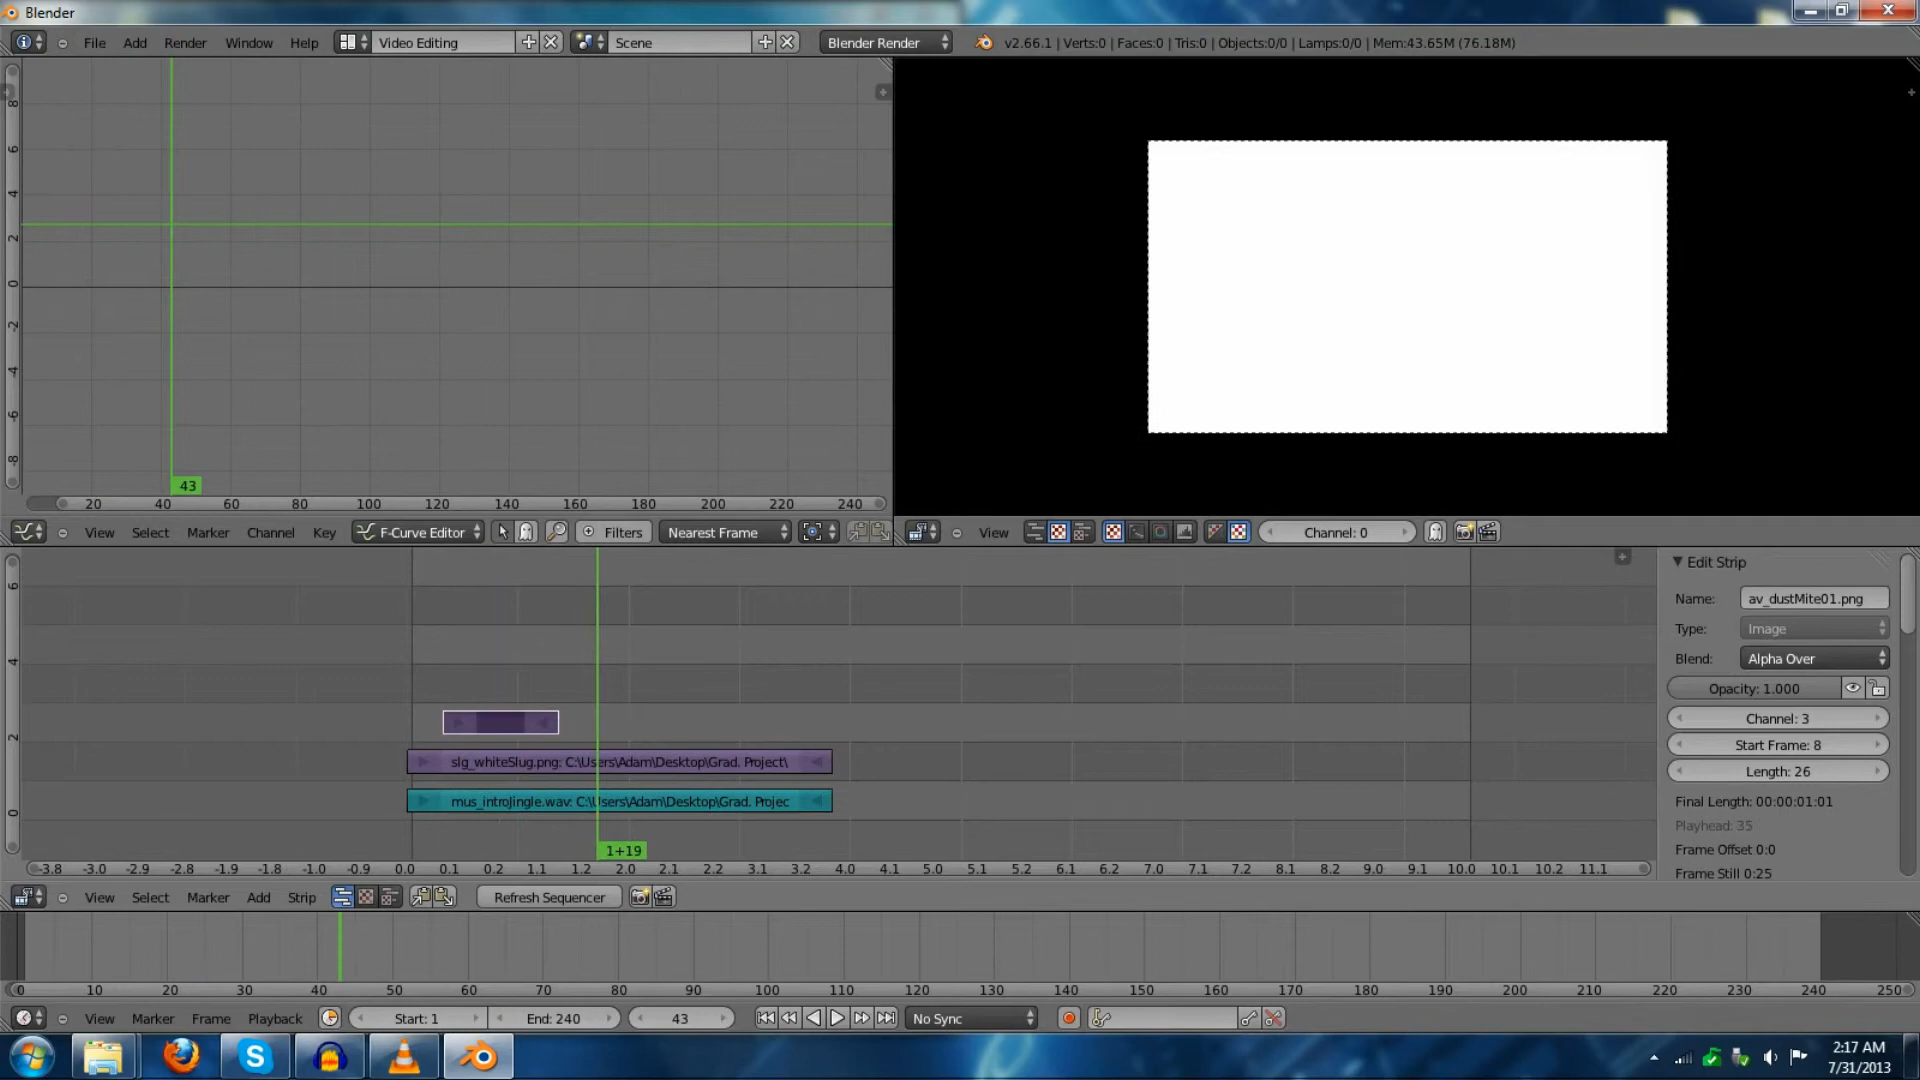 Blender
File Add Render Window Help Video Editing Scene Blender Render v2.66.1 | Verts:0 | Faces:0 | Tris:0 | Objects:0/0 | Lamps:0/0 | Mem:43.65M (76.18M)
8
6
4
2
0
-2
-4
-6
-8
43
20 40 60 80 100 120 140 160 180 200 220 240
View Select Marker Channel Key F-Curve Editor Filters Nearest Frame
View Channel: 0
6
4
2
0
slg_whiteSlug.png: C:\Users\Adam\Desktop\Grad. Project\
mus_introJingle.wav: C:\Users\Adam\Desktop\Grad. Projec
1+19
-3.8 -3.0 -2.9 -1.9 -1.8 -1.0 0.0 0.1 0.2 1.1 1.2 2.0 2.1 2.2 3.1 3.2 4.0 4.1 5.0 5.1 5.2 6.1 6.2 7.0 7.1 8.1 8.2 9.0 9.1 10.0 10.1 10.2 11.1
Edit Strip
Name: av_dustMite01.png
Type: Image
Blend: Alpha Over
Opacity: 1.000
Channel: 3
Start Frame: 8
Length: 26
Final Length: 00:00:01:01
Playhead: 35
Frame Offset 0:0
Frame Still 0:25
View Select Marker Add Strip Refresh Sequencer
0 10 20 30 40 50 60 70 80 90 100 110 120 130 140 150 160 170 180 190 200 210 220 230 240 250
View Marker Frame Playback Start: 1 End: 240 43 No Sync
2:17 AM
7/31/2013